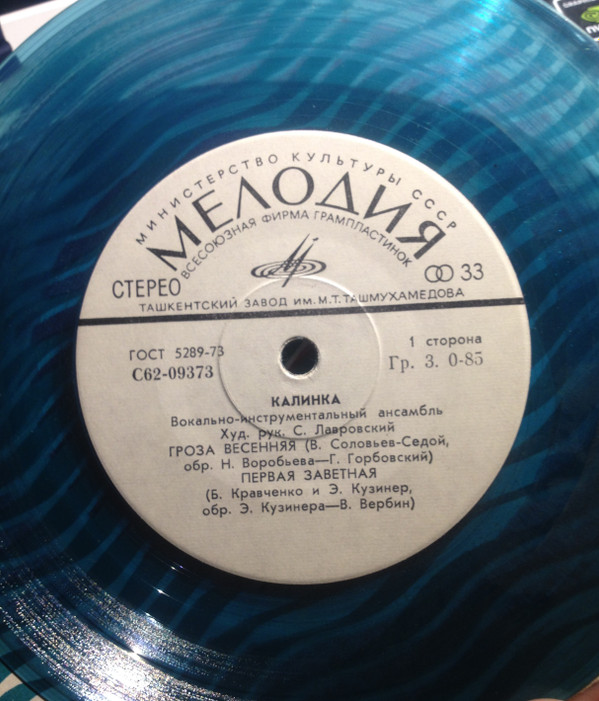 МИНИСТЕРСТВО КУЛЬТУРЫ СССР
МЕЛОДИЯ
ВСЕСОЮЗНАЯ ФИРМА ГРАМПЛАСТИНОК
СТЕРЕО
33
ТАШКЕНТСКИЙ ЗАВОД ИМ. М.Т. ТАШМУХАМЕДОВА
ГОСТ 5289-73
1 сторона
С62-09373
Гр. 3. 0-85
КАЛИНКА
Вокально-инструментальный ансамбль
Худ. рук. С. Лавровский
ГРОЗА ВЕСЕННЯЯ (В. Соловьев-Седой,
обр. Н. Воробьева—Г. Горбовский)
ПЕРВАЯ ЗАВЕТНАЯ
(Б. Кравченко и Э. Кузинер,
обр. Э. Кузинера—В. Вербин)